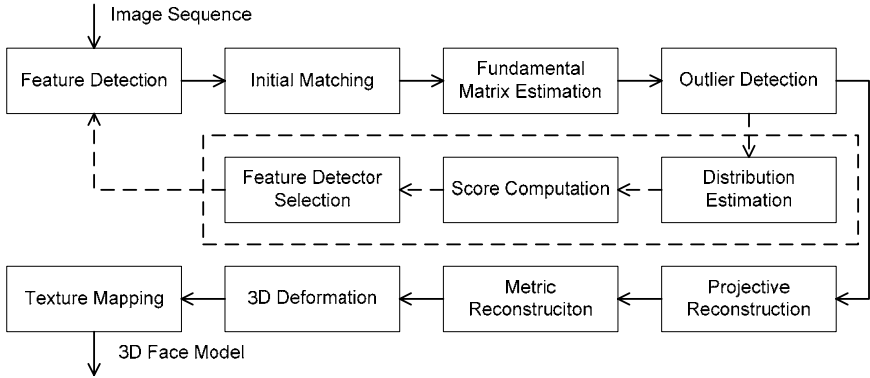 Image Sequence
Feature Detection
Initial Matching
Fundamental
Matrix Estimation
Outlier Detection
Feature Detector
Selection
Score Computation
Distribution
Estimation
Texture Mapping
3D Deformation
Metric
Reconstruciton
Projective
Reconstruction
3D Face Model